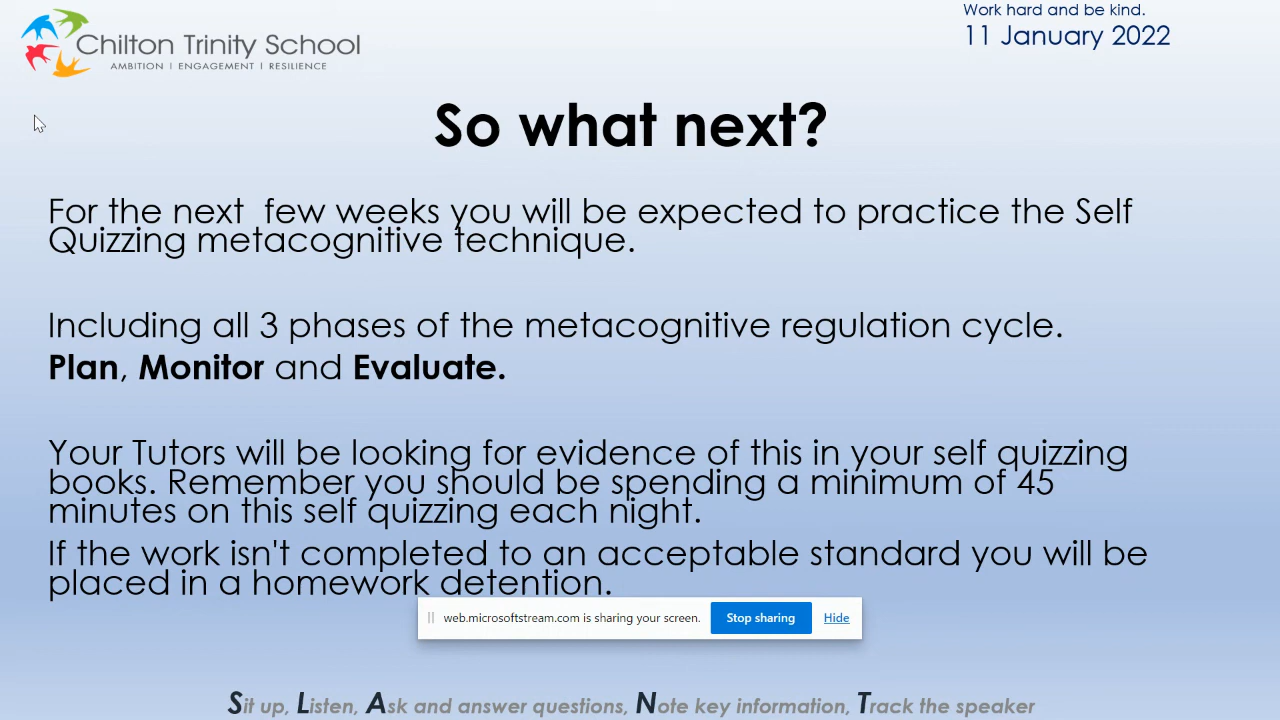 Work hard and be kind.
11 January 2022
Chilton Trinity School
AMBITION | ENGAGEMENT | RESILIENCE
So what next?
For the next  few weeks you will be expected to practice the Self
Quizzing metacognitive technique.
Including all 3 phases of the metacognitive regulation cycle.
Plan, Monitor and Evaluate.
Your Tutors will be looking for evidence of this in your self quizzing
books. Remember you should be spending a minimum of 45
minutes on this self quizzing each night.
If the work isn't completed to an acceptable standard you will be
placed in a homework detention.
web.microsoftstream.com is sharing your screen. Stop sharing Hide
Sit up, Listen, Ask and answer questions, Note key information, Track the speaker